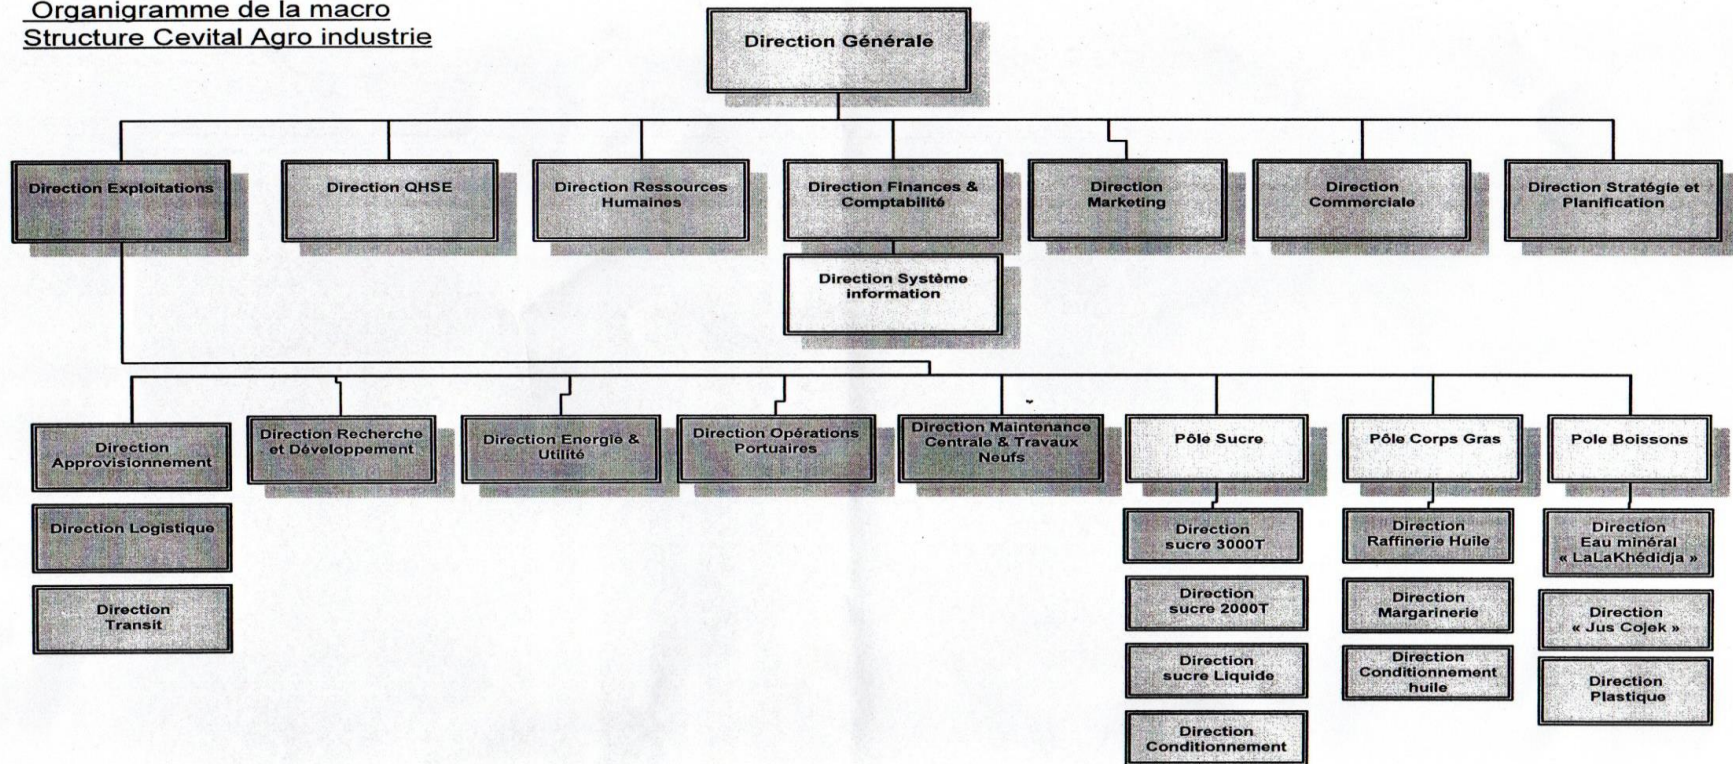 Organigramme de la macro
Structure Cevital Agro industrie
Direction Générale
Direction Exploitations
Direction QHSE
Direction Ressources
Humaines
Direction Finances &
Comptabilité
Direction
Marketing
Direction
Commerciale
Direction Stratégie et
Planification
Direction Système
information
Direction
Approvisionnement
Direction Recherche
et Développement
Direction Energie &
Utilité
Direction Opérations
Portuaires
Direction Maintenance
Centrale & Travaux
Neufs
Pôle Sucre
Pôle Corps Gras
Pole Boissons
Direction Logistique
Direction
Transit
Direction
sucre 3000T
Direction
sucre 2000T
Direction
sucre Liquide
Direction
Conditionnement
Direction
Raffinerie Huile
Direction
Margarinerie
Direction
Conditionnement
huile
Direction
Eau minéral
« LaLaKhédidja »
Direction
« Jus Cojek »
Direction
Plastique